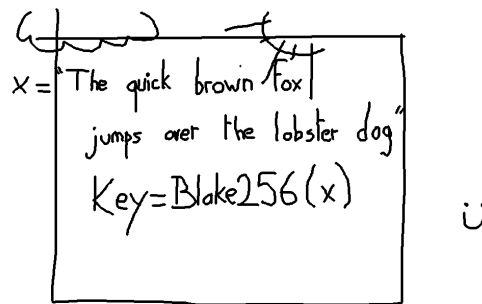 x = "The quick brown fox
jumps over the lobster dog"
Key=Blake256(x)